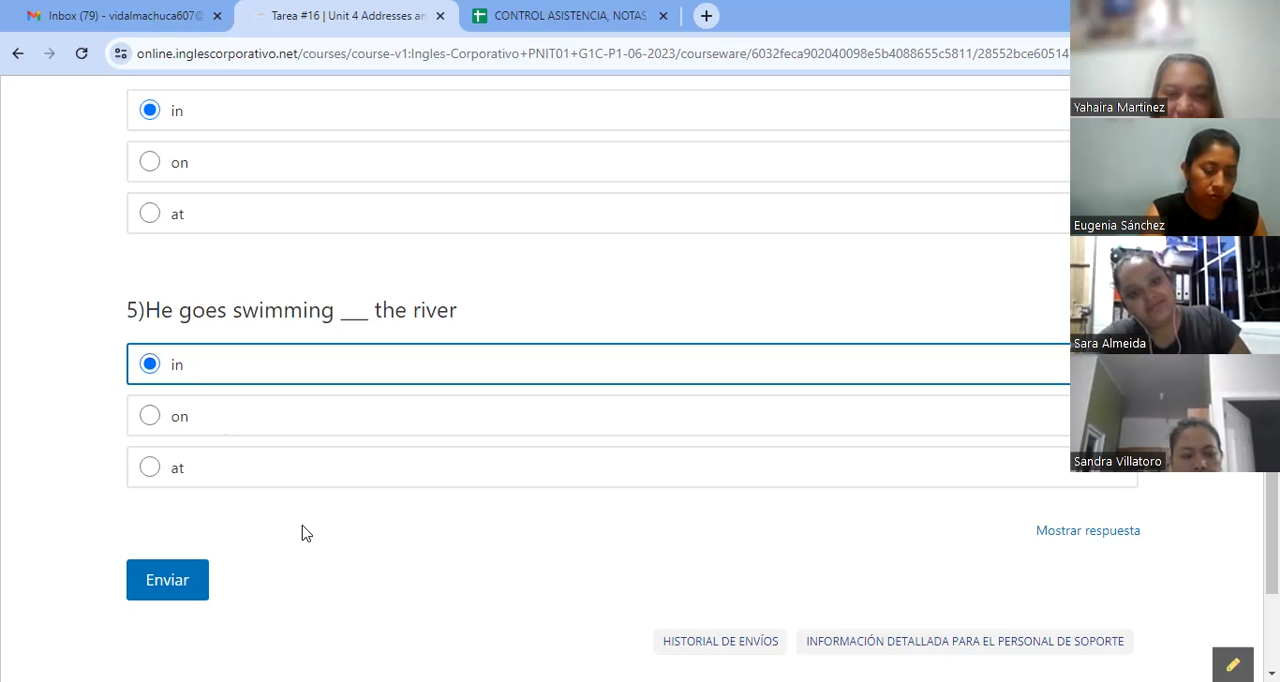 Inbox (79) - vidalmachuca607@
Tarea #16 | Unit 4 Addresses an
CONTROL ASISTENCIA, NOTAS
online.inglescorporativo.net/courses/course-v1:Ingles-Corporativo+PNIT01+G1C-P1-06-2023/courseware/6032feca902040098e5b4088655c5811/28552bce60514
in
on
at
5)He goes swimming ___ the river
in
on
at
Mostrar respuesta
Enviar
HISTORIAL DE ENVÍOS
INFORMACIÓN DETALLADA PARA EL PERSONAL DE SOPORTE
Yahaira Martinez
Eugenia Sánchez
Sara Almeida
Sandra Villatoro